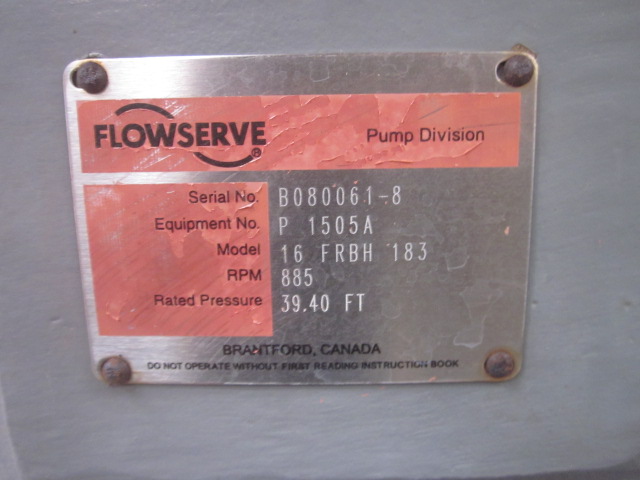 FLOWSERVE® Pump Division
Serial No. B080061-8
Equipment No. P 1505A
Model 16 FRBH 183
RPM 885
Rated Pressure 39.40 FT
BRANTFORD, CANADA
DO NOT OPERATE WITHOUT FIRST READING INSTRUCTION BOOK